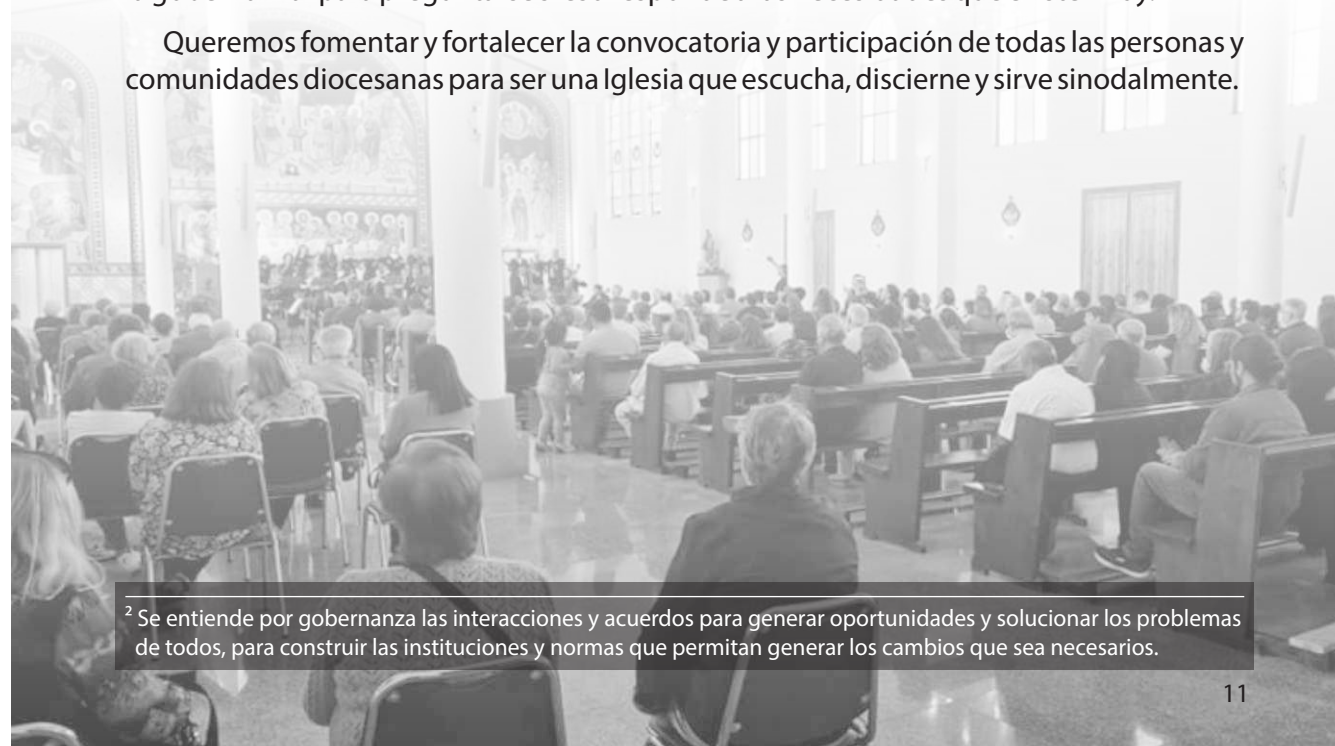 Queremos fomentar y fortalecer la convocatoria y participación de todas las personas y
comunidades diocesanas para ser una Iglesia que escucha, discierne y sirve sinodalmente.
² Se entiende por gobernanza las interacciones y acuerdos para generar oportunidades y solucionar los problemas
de todos, para construir las instituciones y normas que permitan generar los cambios que sea necesarios.
11